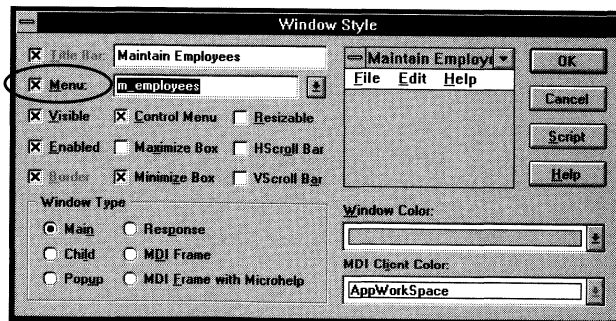 Window Style
Title Bar: Maintain Employees
Menu: m_employees
Visible Control Menu Resizable
Enabled Maximize Box HScroll Bar
Border Minimize Box VScroll Bar
Window Type
Main Response
Child MDI Frame
Popup MDI Frame with Microhelp
Maintain Employe
File Edit Help
OK
Cancel
Script
Help
Window Color:
MDI Client Color:
AppWorkSpace